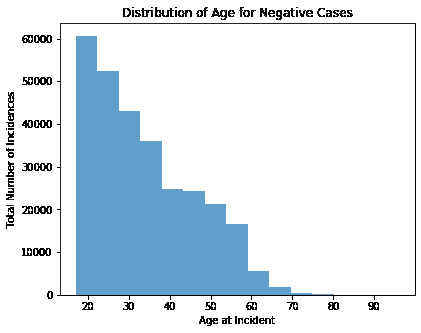 Distribution of Age for Negative Cases
Total Number of Incidences
60000
50000
40000
30000
20000
10000
0
20 30 40 50 60 70 80 90
Age at Incident